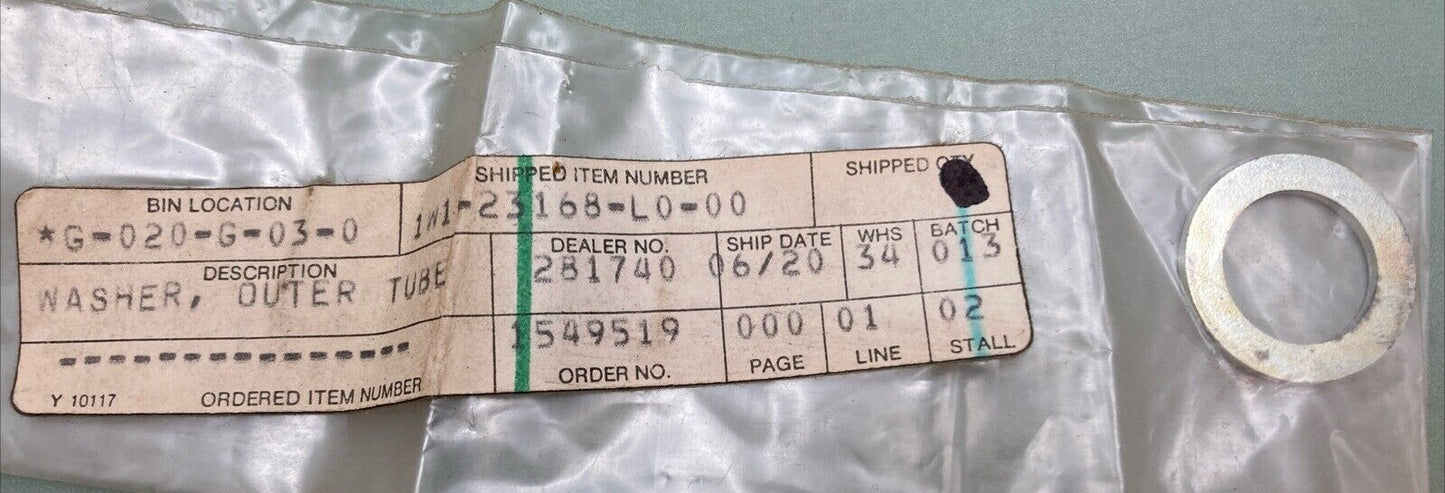 BIN LOCATION
*G-020-G-03-0
SHIPPED ITEM NUMBER
1W1-23168-L0-00
SHIPPED QTY
DESCRIPTION
WASHER, OUTER TUBE
DEALER NO.
281740
SHIP DATE
06/20
WHS
34
BATCH
013
--------------
ORDERED ITEM NUMBER
Y 10117
1549519
ORDER NO.
000
PAGE
01
LINE
02
STALL